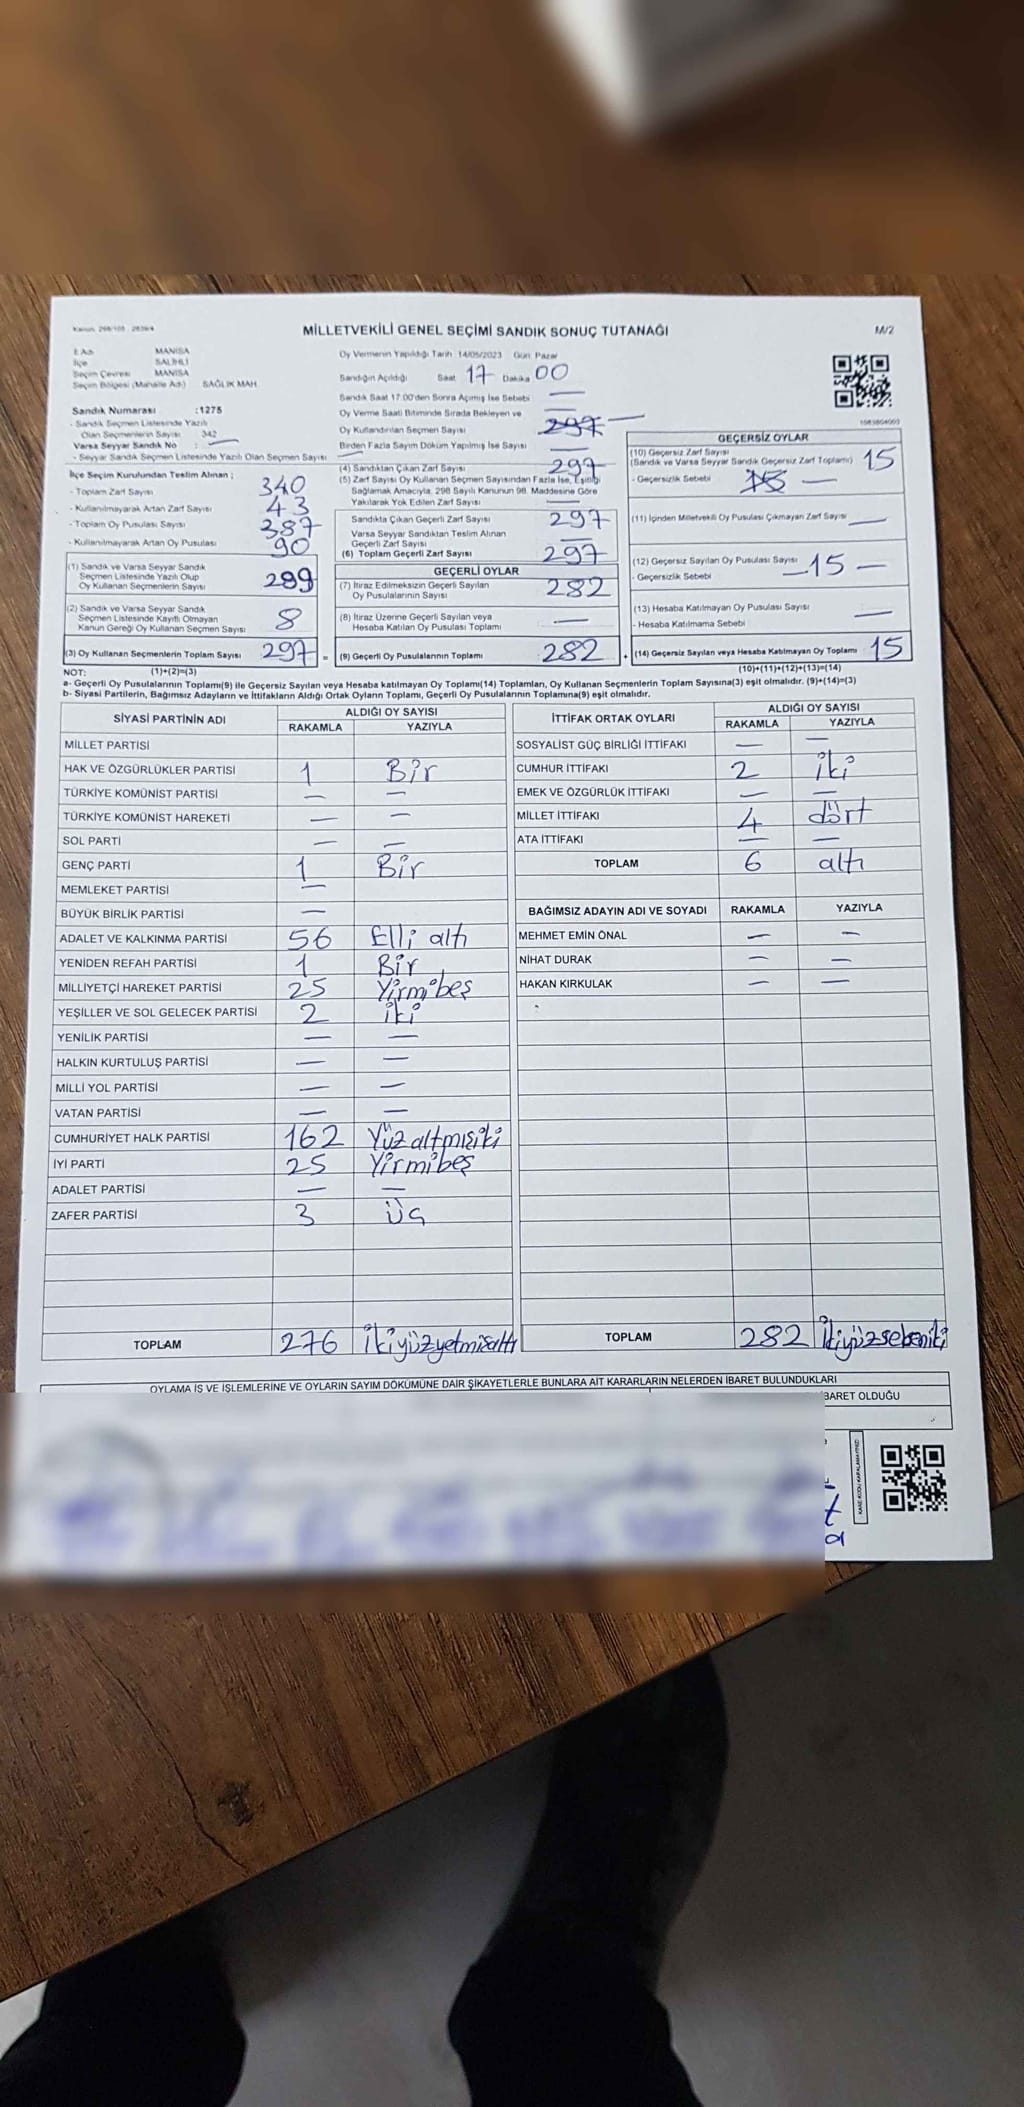 Kanun: 298/105 - 2839/4
MİLLETVEKİLİ GENEL SEÇİMİ SANDIK SONUÇ TUTANAĞI
M/2
İl Adı MANİSA
İlçe SALİHLİ
Seçim Çevresi MANİSA
Seçim Bölgesi (Mahalle Adı) SAĞLIK MAH.
Sandık Numarası :1275
- Sandık Seçmen Listesinde Yazılı
Olan Seçmenlerin Sayısı 342
Varsa Seyyar Sandık No : —
- Seyyar Sandık Seçmen Listesinde Yazılı Olan Seçmen Sayısı : —
Oy Vermenin Yapıldığı Tarih 14/05/2023 Gün Pazar
Sandığın Açıldığı Saat 17 Dakika 00
Sandık Saat 17:00'den Sonra Açılmış İse Sebebi —
Oy Verme Saati Bitiminde Sırada Bekleyen ve
Oy Kullandırılan Seçmen Sayısı 297 —
Birden Fazla Sayım Döküm Yapılmış İse Sayısı —
İlçe Seçim Kurulundan Teslim Alınan ;
- Toplam Zarf Sayısı 340
- Kullanılmayarak Artan Zarf Sayısı 43
- Toplam Oy Pusulası Sayısı 387
- Kullanılmayarak Artan Oy Pusulası 90
(1) Sandık ve Varsa Seyyar Sandık
Seçmen Listesinde Yazılı Olup
Oy Kullanan Seçmenlerin Sayısı 289
(2) Sandık ve Varsa Seyyar Sandık
Seçmen Listesinde Kayıtlı Olmayan
Kanun Gereği Oy Kullanan Seçmen Sayısı 8
(3) Oy Kullanan Seçmenlerin Toplam Sayısı 297 =
(4) Sandıktan Çıkan Zarf Sayısı 297
(5) Zarf Sayısı Oy Kullanan Seçmen Sayısından Fazla İse, Eşitliği
Sağlamak Amacıyla, 298 Sayılı Kanunun 98. Maddesine Göre
Yakılarak Yok Edilen Zarf Sayısı —
Sandıkta Çıkan Geçerli Zarf Sayısı 297
Varsa Seyyar Sandıktan Teslim Alınan
Geçerli Zarf Sayısı —
(6) Toplam Geçerli Zarf Sayısı 297
GEÇERLİ OYLAR
(7) İtiraz Edilmeksizin Geçerli Sayılan
Oy Pusulalarının Sayısı 282
(8) İtiraz Üzerine Geçerli Sayılan veya
Hesaba Katılan Oy Pusulası Toplamı —
(9) Geçerli Oy Pusulalarının Toplamı 282 +
GEÇERSİZ OYLAR
(10) Geçersiz Zarf Sayısı
(Sandık ve Varsa Seyyar Sandık Geçersiz Zarf Toplamı) 15
- Geçersizlik Sebebi 15 —
(11) İçinden Milletvekili Oy Pusulası Çıkmayan Zarf Sayısı —
(12) Geçersiz Sayılan Oy Pusulası Sayısı —15—
- Geçersizlik Sebebi
(13) Hesaba Katılmayan Oy Pusulası Sayısı —
- Hesaba Katılmama Sebebi
(14) Geçersiz Sayılan veya Hesaba Katılmayan Oy Toplamı 15
NOT: (1)+(2)=(3) (10)+(11)+(12)+(13)=(14)
a- Geçerli Oy Pusulalarının Toplamı(9) ile Geçersiz Sayılan veya Hesaba katılmayan Oy Toplamı(14) Toplamları, Oy Kullanan Seçmenlerin Toplam Sayısına(3) eşit olmalıdır. (9)+(14)=(3)
b- Siyasi Partilerin, Bağımsız Adayların ve İttifakların Aldığı Ortak Oyların Toplamı, Geçerli Oy Pusulalarının Toplamına(9) eşit olmalıdır.
SİYASİ PARTİNİN ADI ALDIĞI OY SAYISI
RAKAMLA YAZIYLA
MİLLET PARTİSİ
HAK VE ÖZGÜRLÜKLER PARTİSİ 1 Bir
TÜRKİYE KOMÜNİST PARTİSİ — —
TÜRKİYE KOMÜNİST HAREKETİ — —
SOL PARTİ — —
GENÇ PARTİ 1 Bir
MEMLEKET PARTİSİ —
BÜYÜK BİRLİK PARTİSİ —
ADALET VE KALKINMA PARTİSİ 56 Elli altı
YENİDEN REFAH PARTİSİ 1 Bir
MİLLİYETÇİ HAREKET PARTİSİ 25 Yirmibeş
YEŞİLLER VE SOL GELECEK PARTİSİ 2 iki
YENİLİK PARTİSİ — —
HALKIN KURTULUŞ PARTİSİ — —
MİLLİ YOL PARTİSİ — —
VATAN PARTİSİ — —
CUMHURİYET HALK PARTİSİ 162 Yüzaltmışiki
İYİ PARTİ 25 Yirmibeş
ADALET PARTİSİ — —
ZAFER PARTİSİ 3 üç
TOPLAM 276 ikiyüzyetmişaltı
İTTİFAK ORTAK OYLARI ALDIĞI OY SAYISI
RAKAMLA YAZIYLA
SOSYALİST GÜÇ BİRLİĞİ İTTİFAKI — —
CUMHUR İTTİFAKI 2 iki
EMEK VE ÖZGÜRLÜK İTTİFAKI — —
MİLLET İTTİFAKI 4 dört
ATA İTTİFAKI — —
TOPLAM 6 altı
BAĞIMSIZ ADAYIN ADI VE SOYADI RAKAMLA YAZIYLA
MEHMET EMİN ÖNAL — —
NİHAT DURAK — —
HAKAN KIRKULAK — —
TOPLAM 282 ikiyüzsekseniki
OYLAMA İŞ VE İŞLEMLERİNE VE OYLARIN SAYIM DÖKÜMÜNE DAİR ŞİKAYETLERLE BUNLARA AİT KARARLARIN NELERDEN İBARET BULUNDUKLARI
BARET OLDUĞU